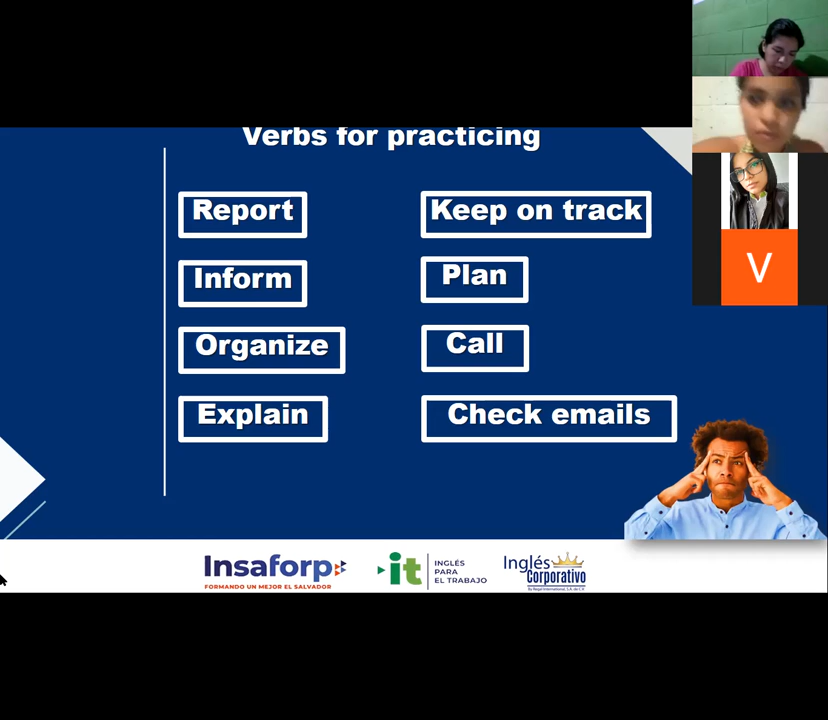 Verbs for practicing
Report
Keep on track
Inform
Plan
Organize
Call
Explain
Check emails
V
Insaforp
FORMANDO UN MEJOR EL SALVADOR
it
INGLÉS
PARA
EL TRABAJO
Inglés
Corporativo